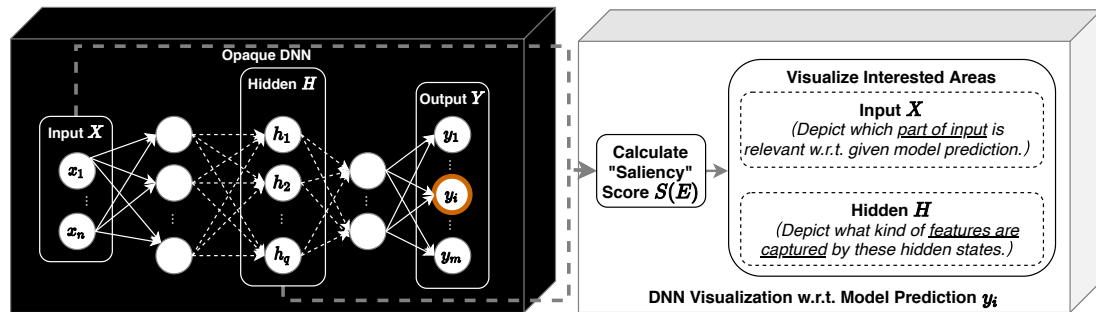 Opaque DNN
Hidden H
Output Y
Input X
x₁
⋮
xₙ
⋮
h₁
h₂
⋮
h_q
⋮
y₁
⋮
yᵢ
⋮
yₘ
Calculate
"Saliency"
Score S(E)
Visualize Interested Areas
Input X
(Depict which part of input is
relevant w.r.t. given model prediction.)
Hidden H
(Depict what kind of features are
captured by these hidden states.)
DNN Visualization w.r.t. Model Prediction yᵢ